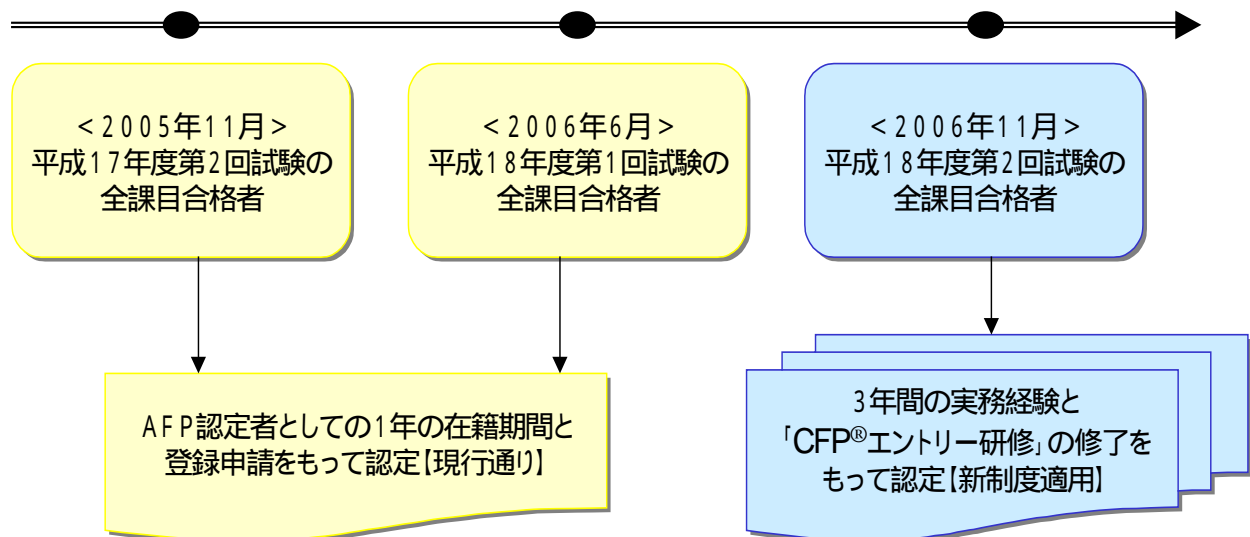 <2005年11月>
平成17年度第2回試験の
全課目合格者
<2006年6月>
平成18年度第1回試験の
全課目合格者
<2006年11月>
平成18年度第2回試験の
全課目合格者
AFP認定者としての1年の在籍期間と
登録申請をもって認定【現行通り】
3年間の実務経験と
「CFP®エントリー研修」の修了を
もって認定【新制度適用】